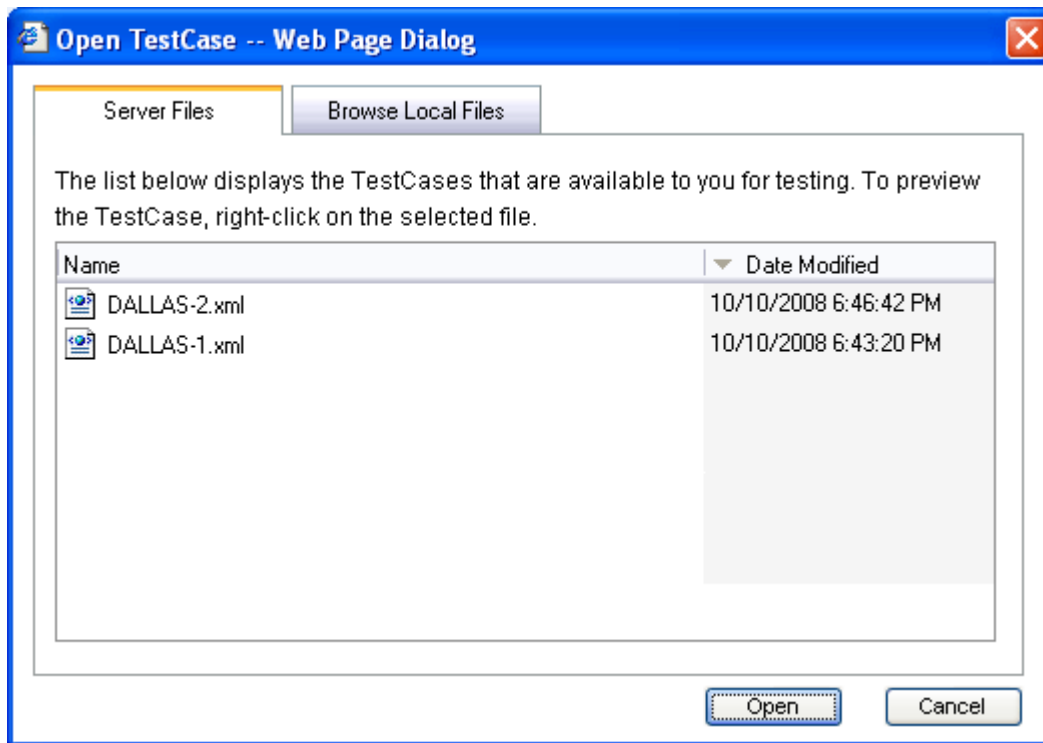 Open TestCase -- Web Page Dialog
Server Files
Browse Local Files
The list below displays the TestCases that are available to you for testing. To preview
the TestCase, right-click on the selected file.
Name Date Modified
DALLAS-2.xml 10/10/2008 6:46:42 PM
DALLAS-1.xml 10/10/2008 6:43:20 PM
Open Cancel